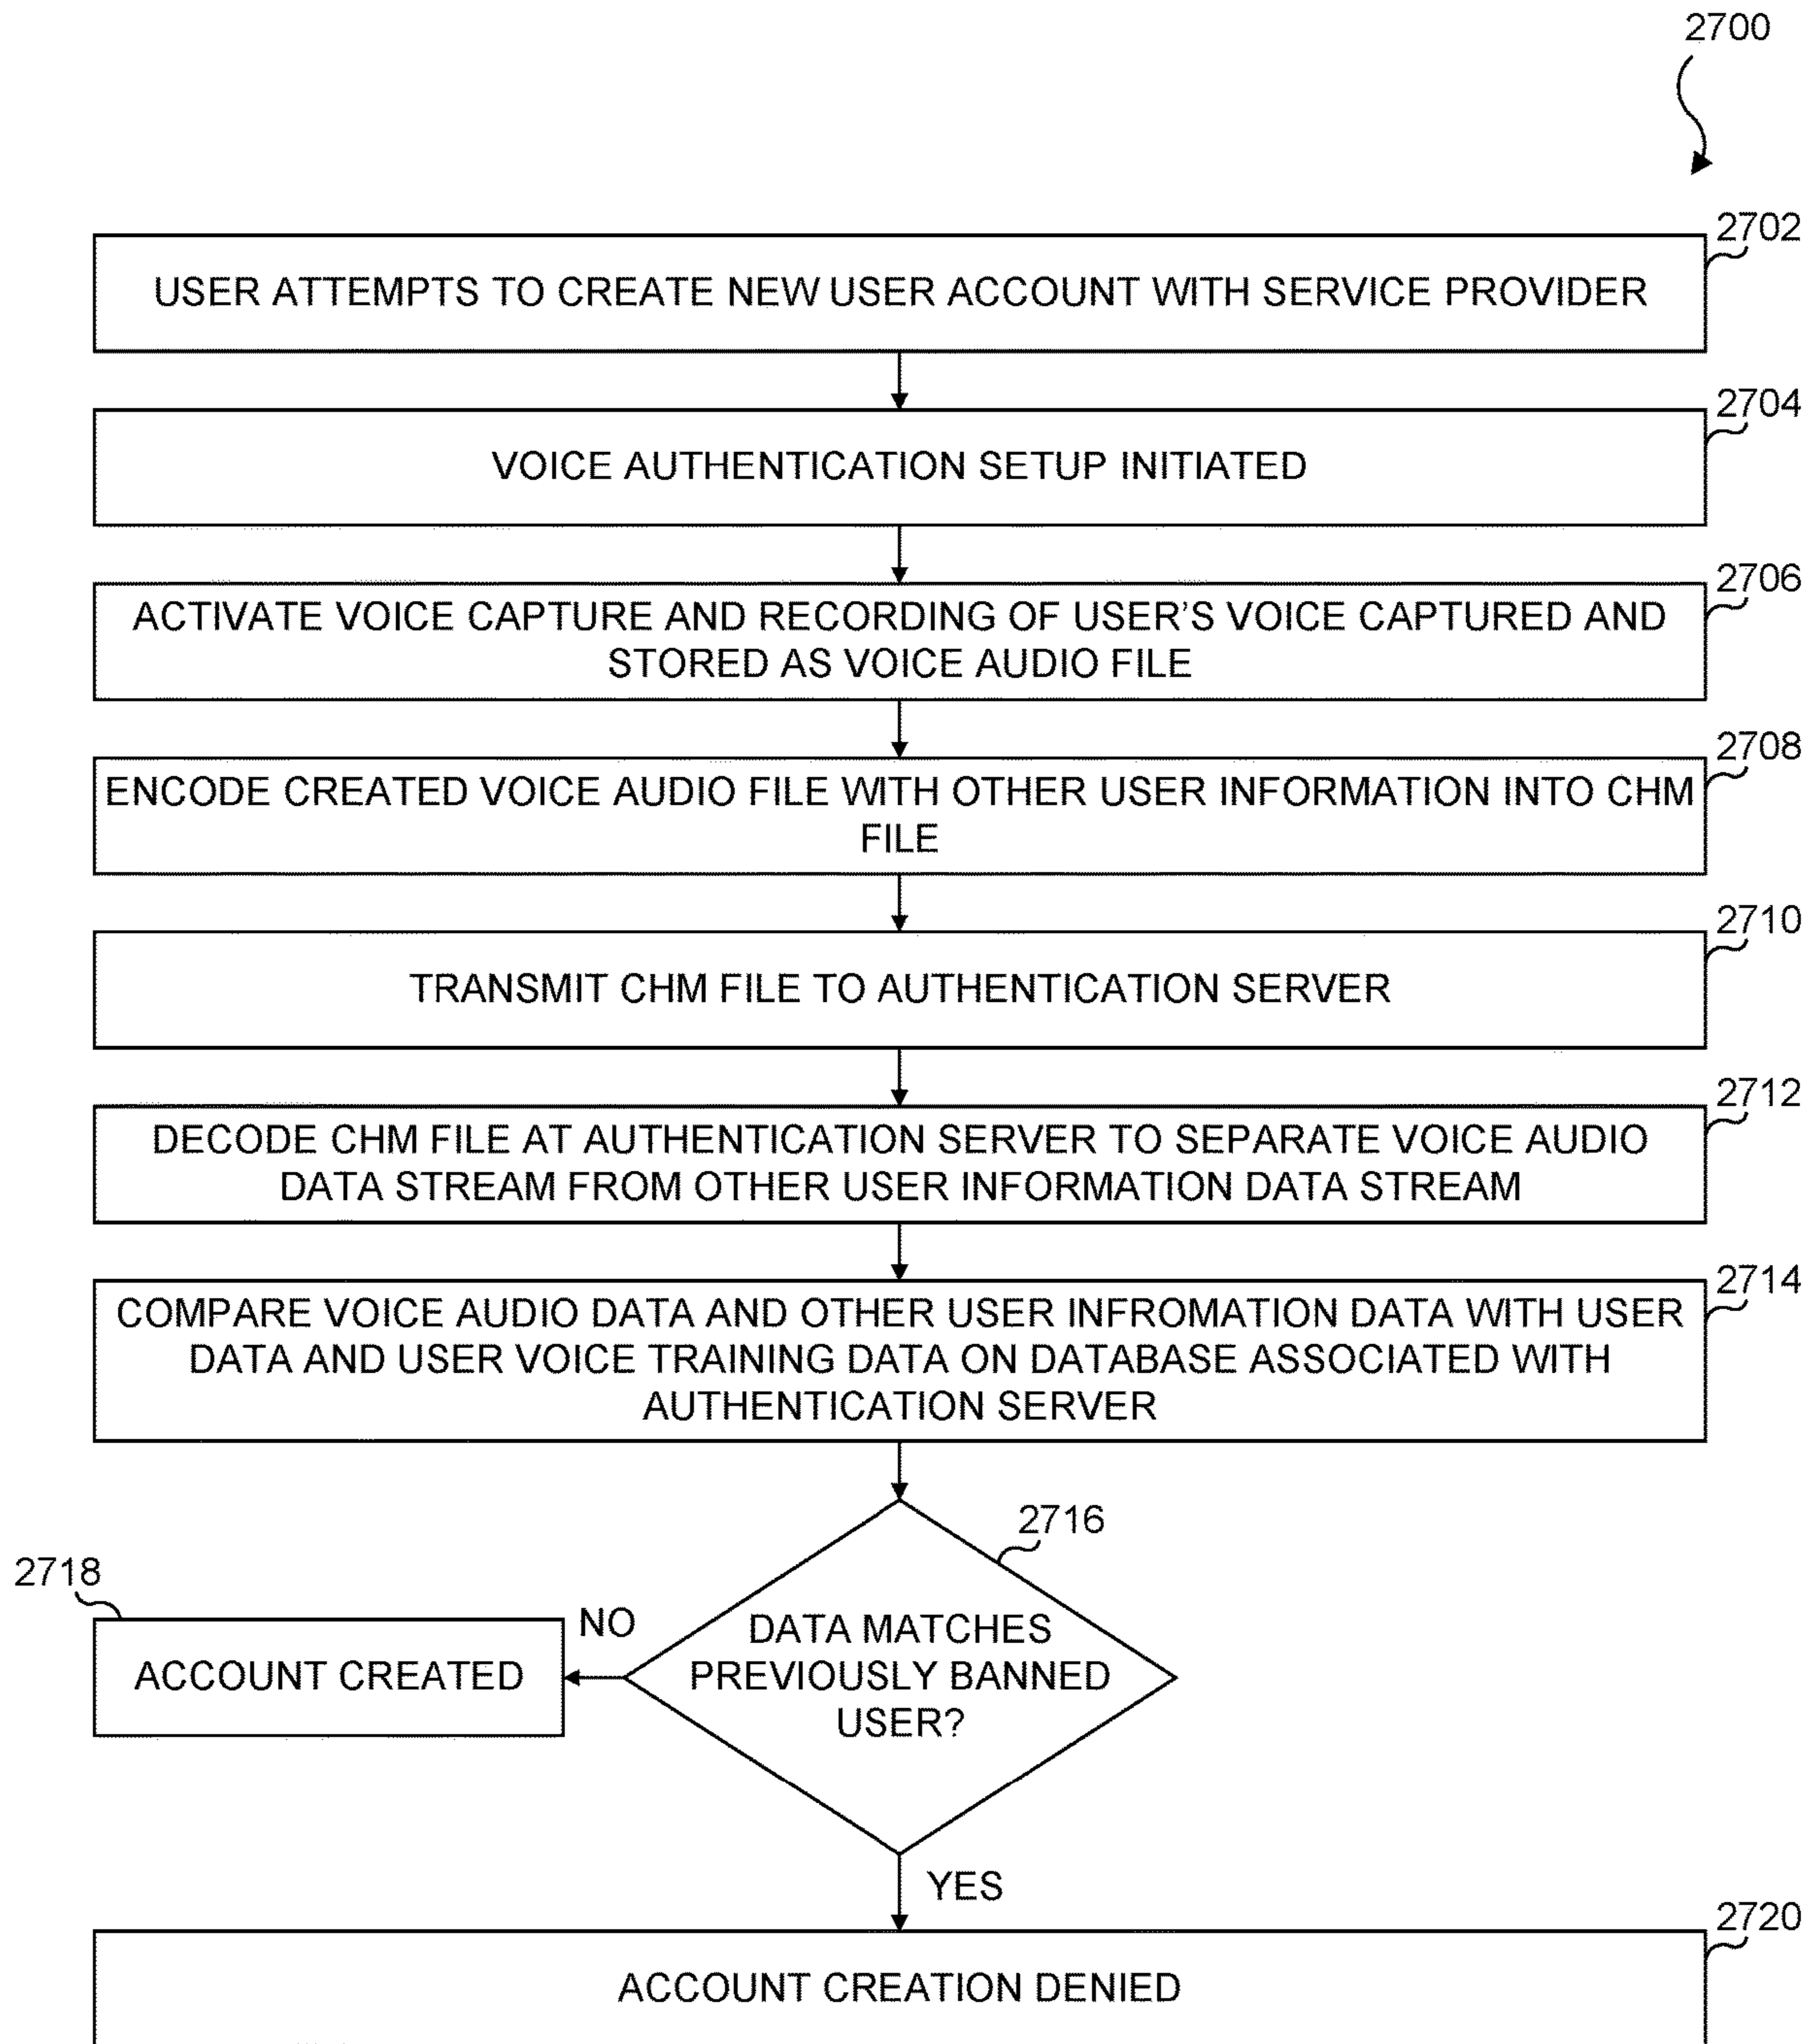 2700
2702
USER ATTEMPTS TO CREATE NEW USER ACCOUNT WITH SERVICE PROVIDER
2704
VOICE AUTHENTICATION SETUP INITIATED
2706
ACTIVATE VOICE CAPTURE AND RECORDING OF USER'S VOICE CAPTURED AND
STORED AS VOICE AUDIO FILE
2708
ENCODE CREATED VOICE AUDIO FILE WITH OTHER USER INFORMATION INTO CHM
FILE
2710
TRANSMIT CHM FILE TO AUTHENTICATION SERVER
2712
DECODE CHM FILE AT AUTHENTICATION SERVER TO SEPARATE VOICE AUDIO
DATA STREAM FROM OTHER USER INFORMATION DATA STREAM
2714
COMPARE VOICE AUDIO DATA AND OTHER USER INFROMATION DATA WITH USER
DATA AND USER VOICE TRAINING DATA ON DATABASE ASSOCIATED WITH
AUTHENTICATION SERVER
2716
DATA MATCHES
PREVIOUSLY BANNED
USER?
2718
NO
ACCOUNT CREATED
YES
2720
ACCOUNT CREATION DENIED